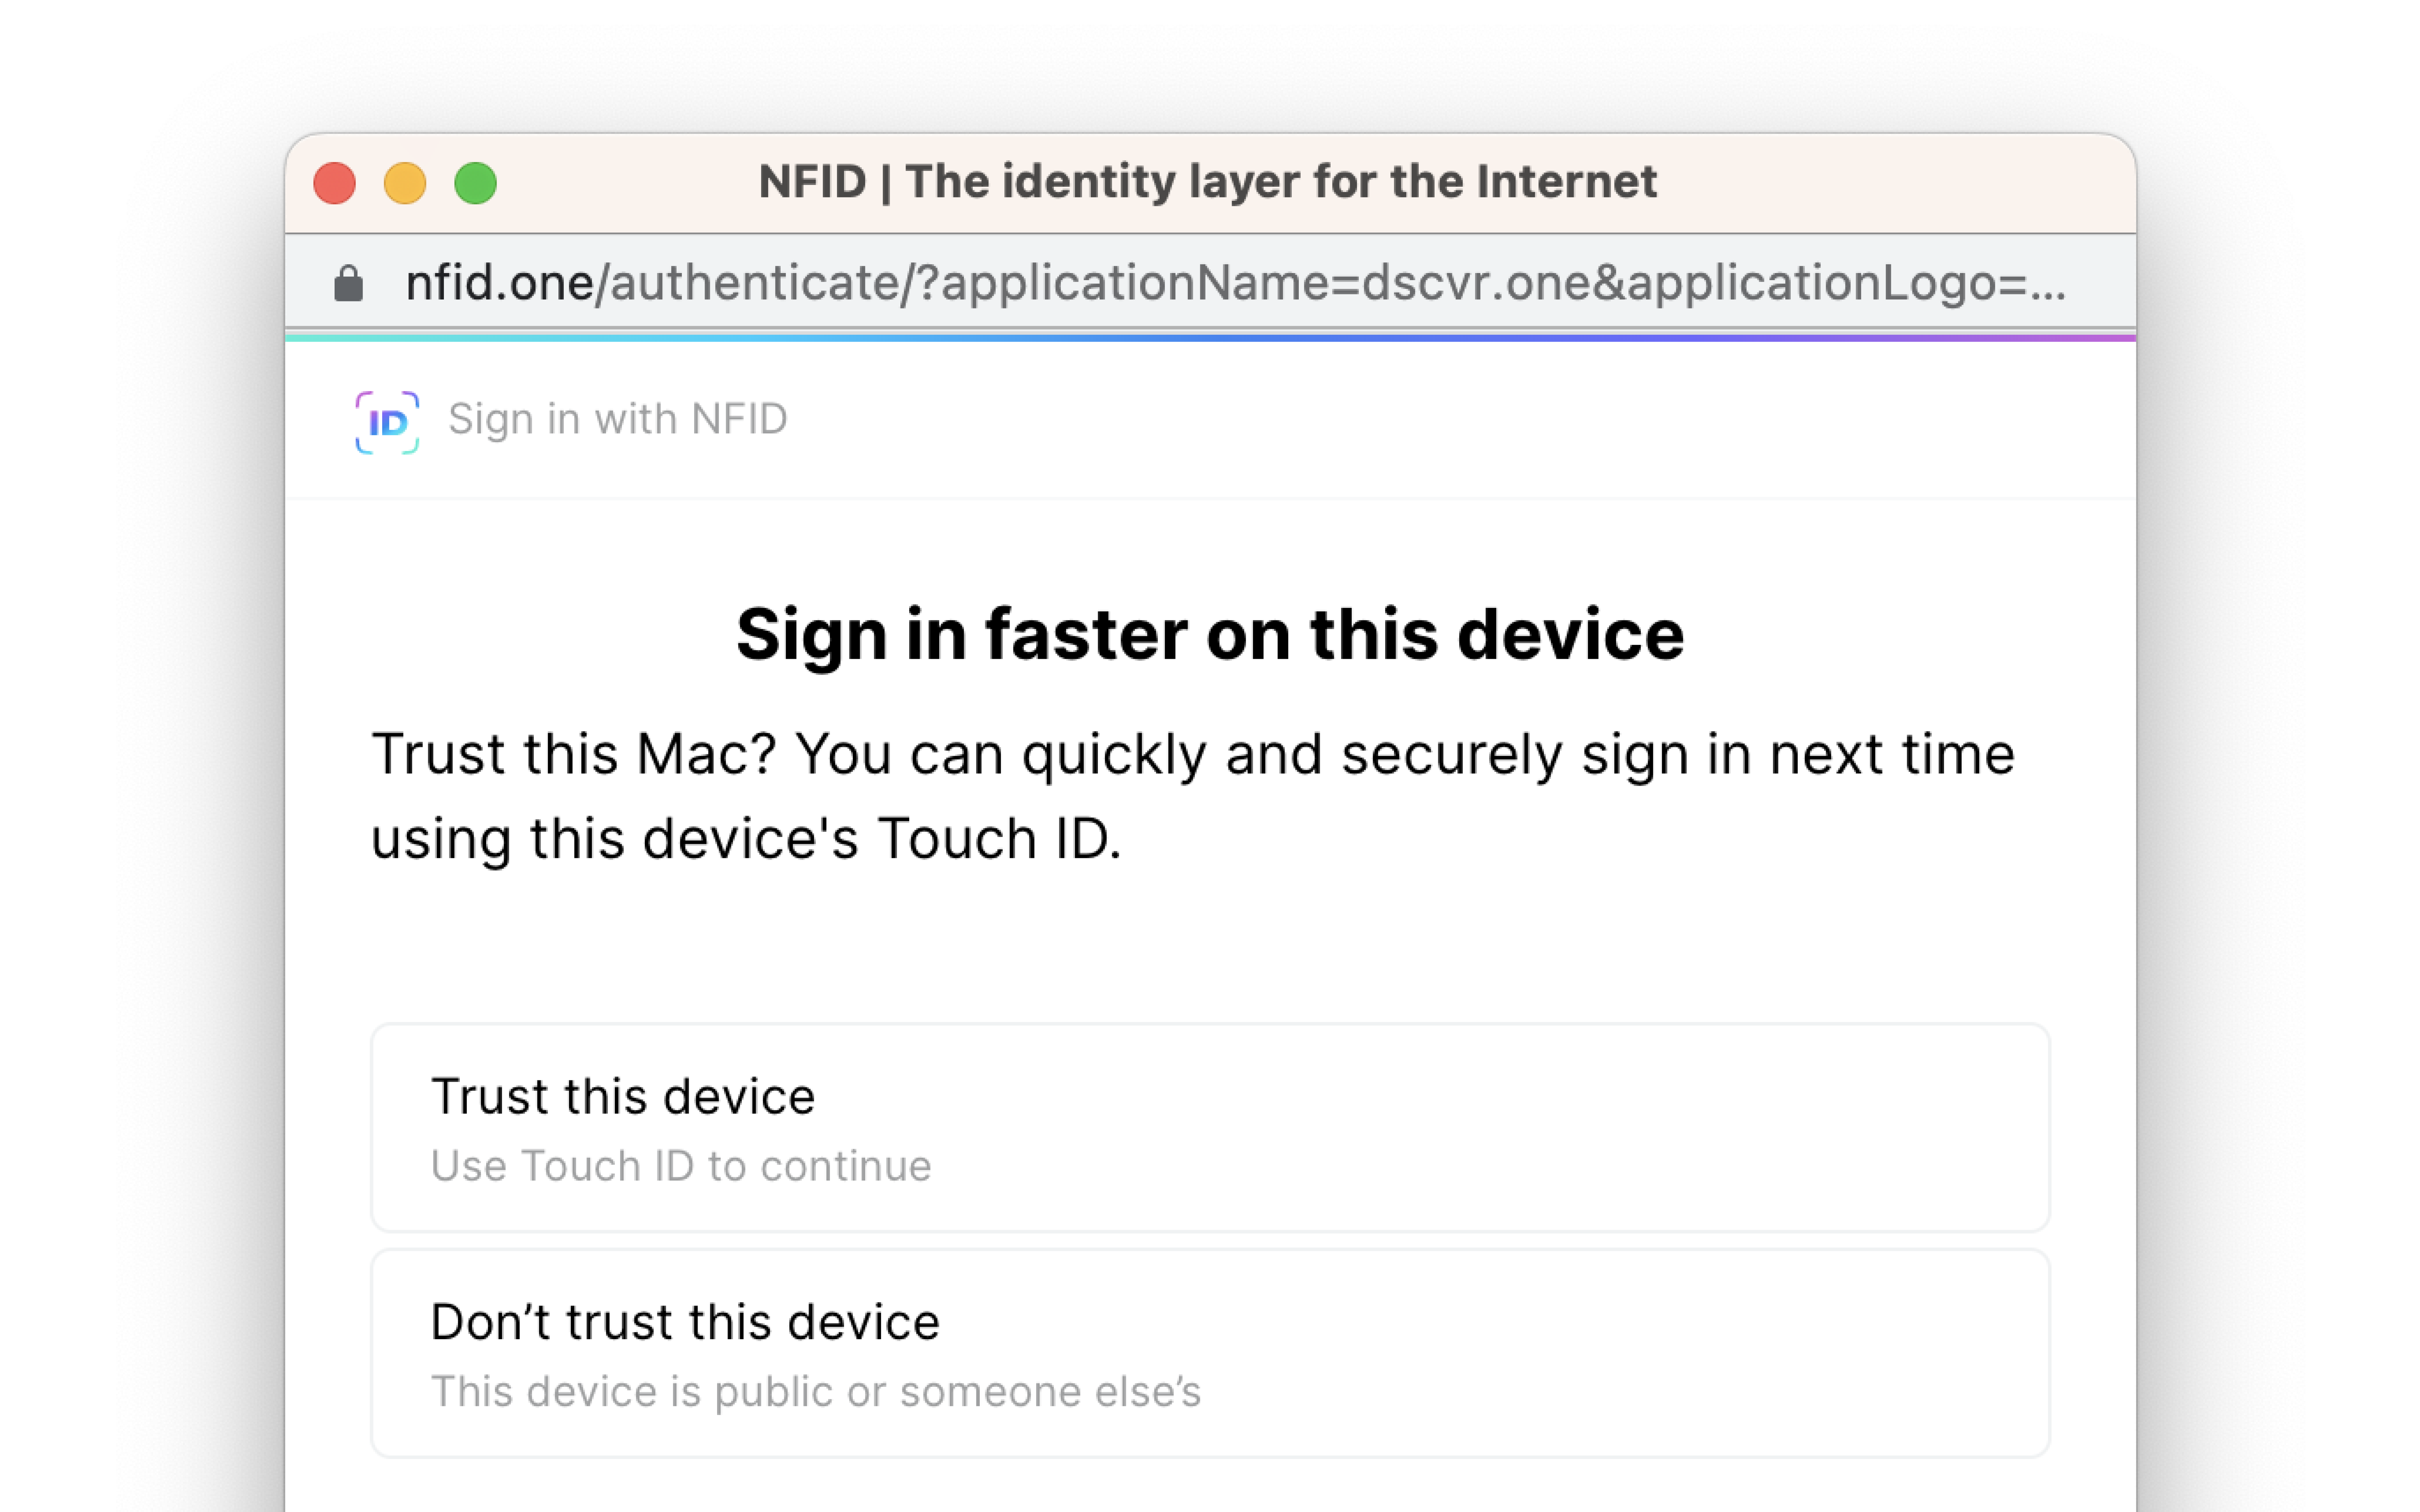 NFID | The identity layer for the Internet
nfid.one/authenticate/?applicationName=dscvr.one&applicationLogo=...
ID Sign in with NFID
Sign in faster on this device
Trust this Mac? You can quickly and securely sign in next time
using this device's Touch ID.
Trust this device
Use Touch ID to continue
Don’t trust this device
This device is public or someone else’s